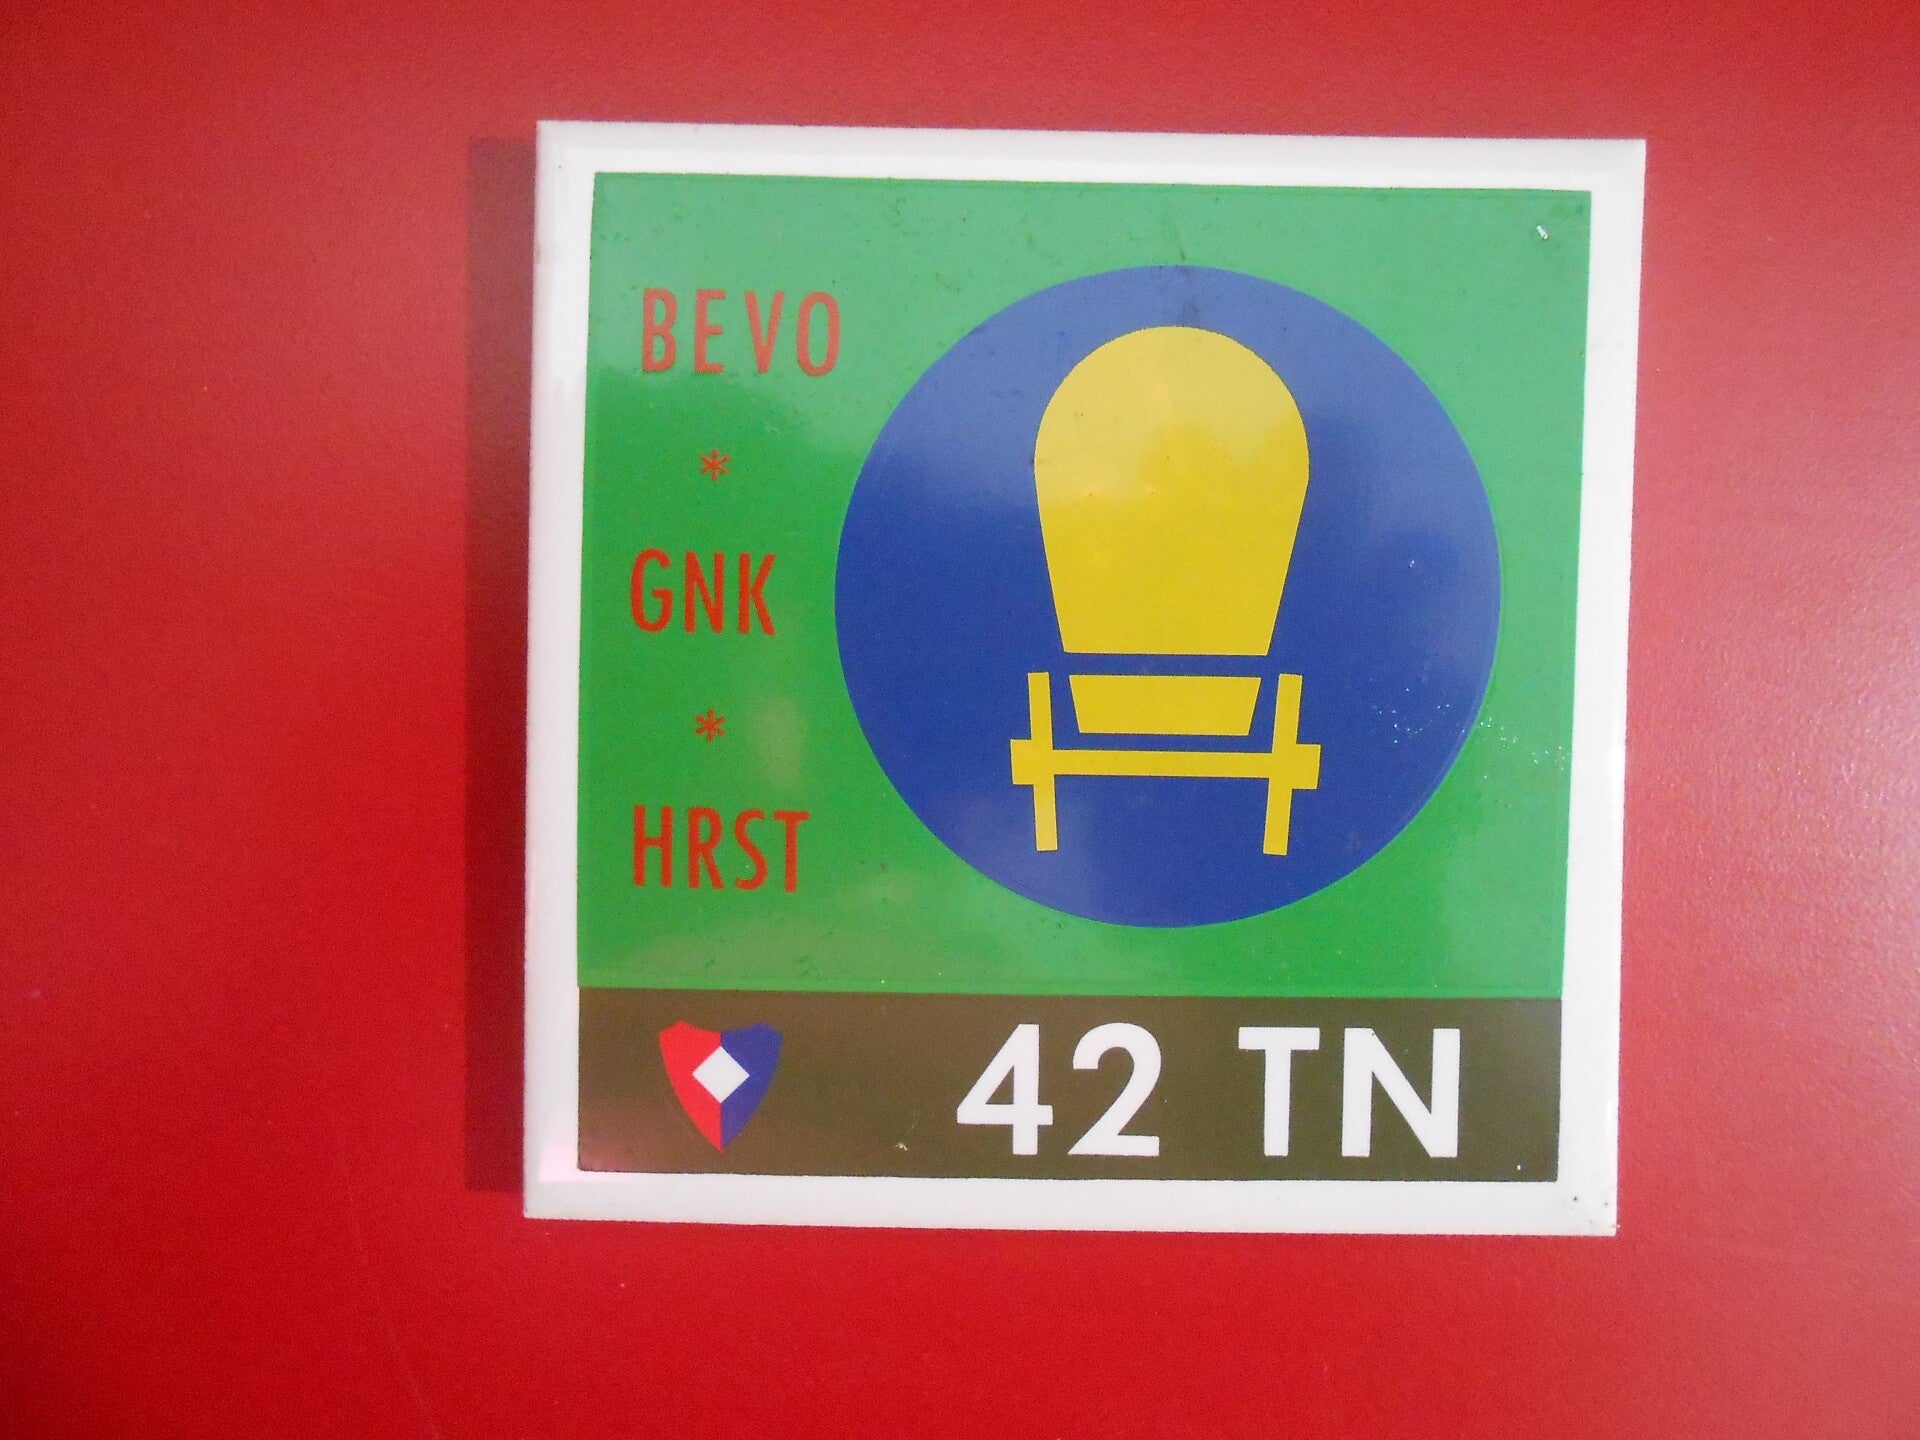 BEVO
*
GNK
*
HRST
42 TN